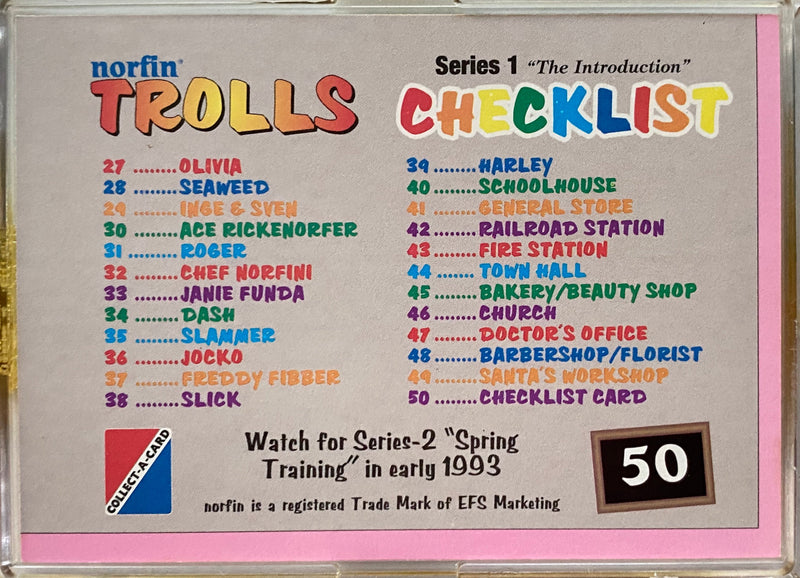 norfin®
TROLLS
Series 1 "The Introduction"
CHECKLIST
27 ........OLIVIA
28 ........SEAWEED
29 ........INGE & SVEN
30 ........ACE RICKENORFER
31 .........ROGER
32 ........CHEF NORFINI
33 ........JANIE FUNDA
34 ........DASH
35 ........SLAMMER
36 ........JOCKO
37 ........FREDDY FIBBER
38 ........SLICK
39 ........HARLEY
40 ........SCHOOLHOUSE
41 ........GENERAL STORE
42 ........RAILROAD STATION
43 ........FIRE STATION
44 ....... TOWN HALL
45 ........BAKERY/BEAUTY SHOP
46 ........CHURCH
47 ........DOCTOR'S OFFICE
48 ........BARBERSHOP/FLORIST
49 ........SANTA'S WORKSHOP
50 ........CHECKLIST CARD
COLLECT-A-CARD
Watch for Series-2 "Spring
Training" in early 1993
norfin is a registered Trade Mark of EFS Marketing
50